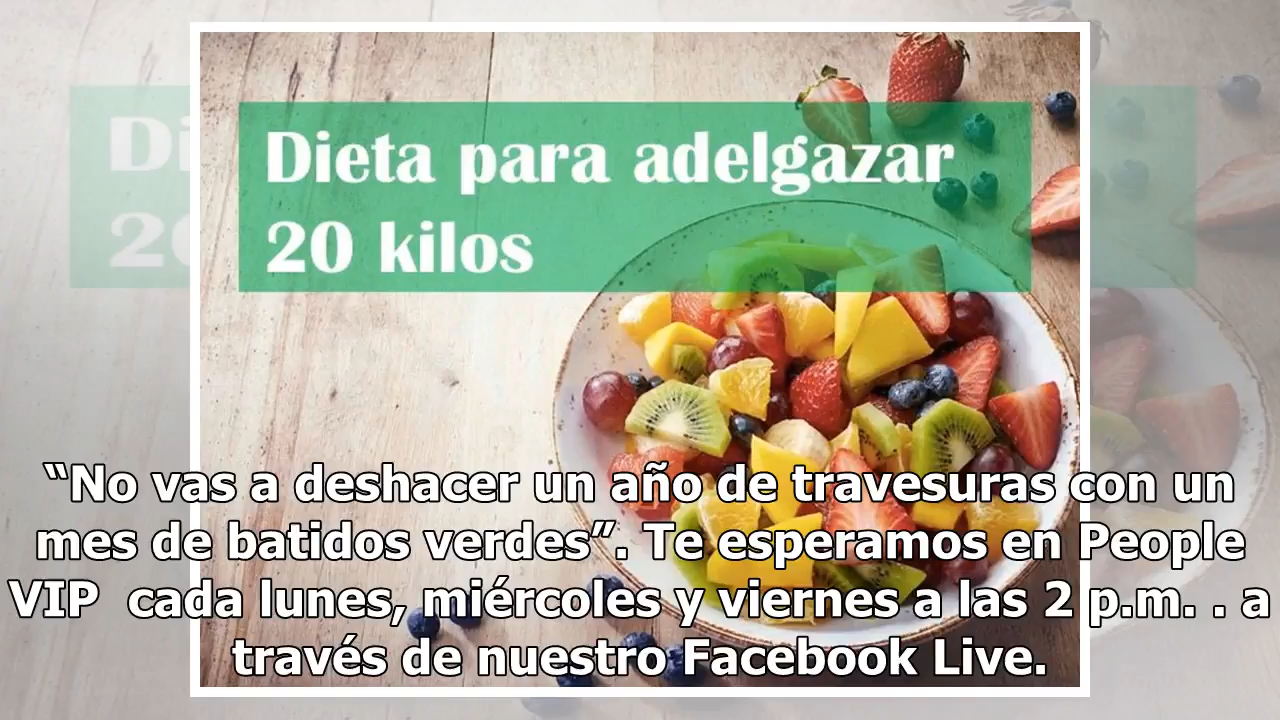 Dieta para adelgazar
20 kilos
“No vas a deshacer un año de travesuras con un
mes de batidos verdes”. Te esperamos en People
VIP  cada lunes, miércoles y viernes a las 2 p.m. . a
través de nuestro Facebook Live.